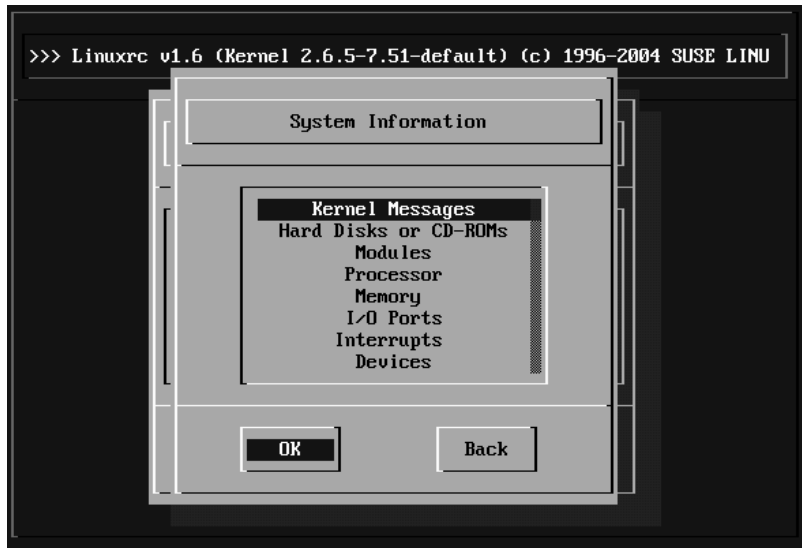 >>> Linuxrc v1.6 (Kernel 2.6.5-7.51-default) (c) 1996-2004 SUSE LINU
System Information
Kernel Messages
Hard Disks or CD-ROMs
Modules
Processor
Memory
I/O Ports
Interrupts
Devices
OK Back